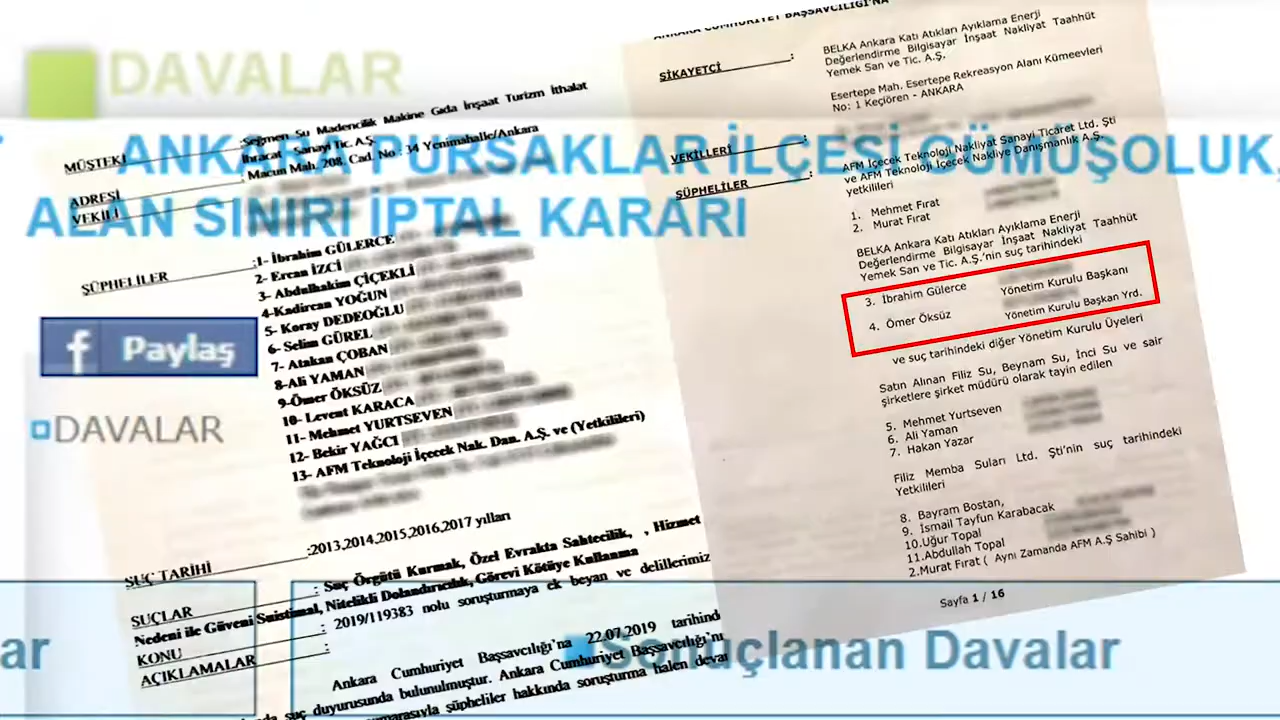 DAVALAR
ANKARA PURSAKLAR İLÇESİ GÜMÜŞOLUK,
ALAN SINIRI İPTAL KARARI
f Paylaş
DAVALAR
ar
Sonuçlanan Davalar
MÜŞTEKİ
:Seğmen Su Madencilik Makine Gıda İnşaat Turizm İthalat
İhracat Sanayi Tic. A.Ş.
ADRESİ : Macun Mah. 208. Cad. No : 34 Yenimahalle/Ankara
VEKİLİ
ŞÜPHELİLER :1- İbrahim GÜLERCE
2- Ercan İZCİ
3- Abdulhakim ÇİÇEKLİ
4-Kadircan YOĞUN
5- Koray DEDEOĞLU
6- Selim GÜREL
7- Atakan ÇOBAN
8-Ali YAMAN
9-Ömer ÖKSÜZ
10- Levent KARACA
11- Mehmet YURTSEVEN
12- Bekir YAĞCI
13- AFM Teknoloji İçecek Nak. Dan. A.Ş. ve (Yetkilileri)
SUÇ TARİHİ :2013,2014,2015,2016,2017 yılları
SUÇLAR : Suç Örgütü Kurmak, Özel Evrakta Sahtecilik, , Hizmet
Nedeni ile Güveni Suistimal, Nitelikli Dolandırıcılık, Görevi Kötüye Kullanma
KONU : 2019/119383 nolu soruşturmaya ek beyan ve delillerimiz
AÇIKLAMALAR :
Ankara Cumhuriyet Başsavcılığı'na 22.07.2019 tarihinde
suç duyurusunda bulunulmuştur. Ankara Cumhuriyet Başsavcılığı'nı
marasıyla şüpheliler hakkında soruşturma halen devam
ANKARA CUMHURİYET BAŞSAVCILIĞI'NA
ŞİKAYETÇİ :
BELKA Ankara Katı Atıkları Ayıklama Enerji
Değerlendirme Bilgisayar İnşaat Nakliyat Taahhüt
Yemek San ve Tic. A.Ş.
Esertepe Mah. Esertepe Rekreasyon Alanı Kümeevleri
No: 1 Keçiören - ANKARA
VEKİLLERİ :
ŞÜPHELİLER :
AFM İçecek Teknoloji Nakliyat Sanayi Ticaret Ltd. Şti
ve AFM Teknoloji İçecek Nakliye Danışmanlık A.Ş.
yetkilileri
1. Mehmet Fırat
2. Murat Fırat
BELKA Ankara Katı Atıkları Ayıklama Enerji
Değerlendirme Bilgisayar İnşaat Nakliyat Taahhüt
Yemek San ve Tic. A.Ş.'nin suç tarihindeki
3. İbrahim Gülerce Yönetim Kurulu Başkanı
4. Ömer Öksüz Yönetim Kurulu Başkan Yrd.
ve suç tarihindeki diğer Yönetim Kurulu Üyeleri
Satın Alınan Filiz Su, Beynam Su, İnci Su ve sair
şirketlere şirket müdürü olarak tayin edilen
5. Mehmet Yurtseven
6. Ali Yaman
7. Hakan Yazar
Filiz Memba Suları Ltd. Şti'nin suç tarihindeki
Yetkilileri
8. Bayram Bostan,
9. İsmail Tayfun Karabacak
10.Uğur Topal
11.Abdullah Topal
2.Murat Fırat ( Aynı Zamanda AFM A.Ş Sahibi )
Sayfa 1 / 16